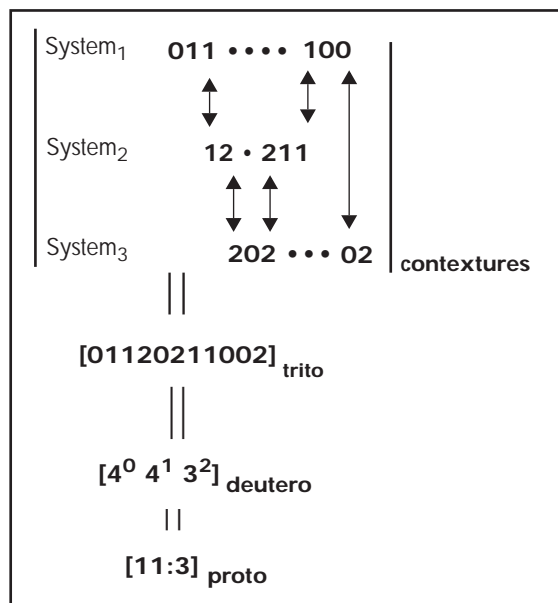 System₁ 011 • • • • 100
System₂ 12 • 211
System₃ 202 • • • 02
contextures
[01120211002] trito
[4⁰ 4¹ 3²] deutero
[11:3] proto